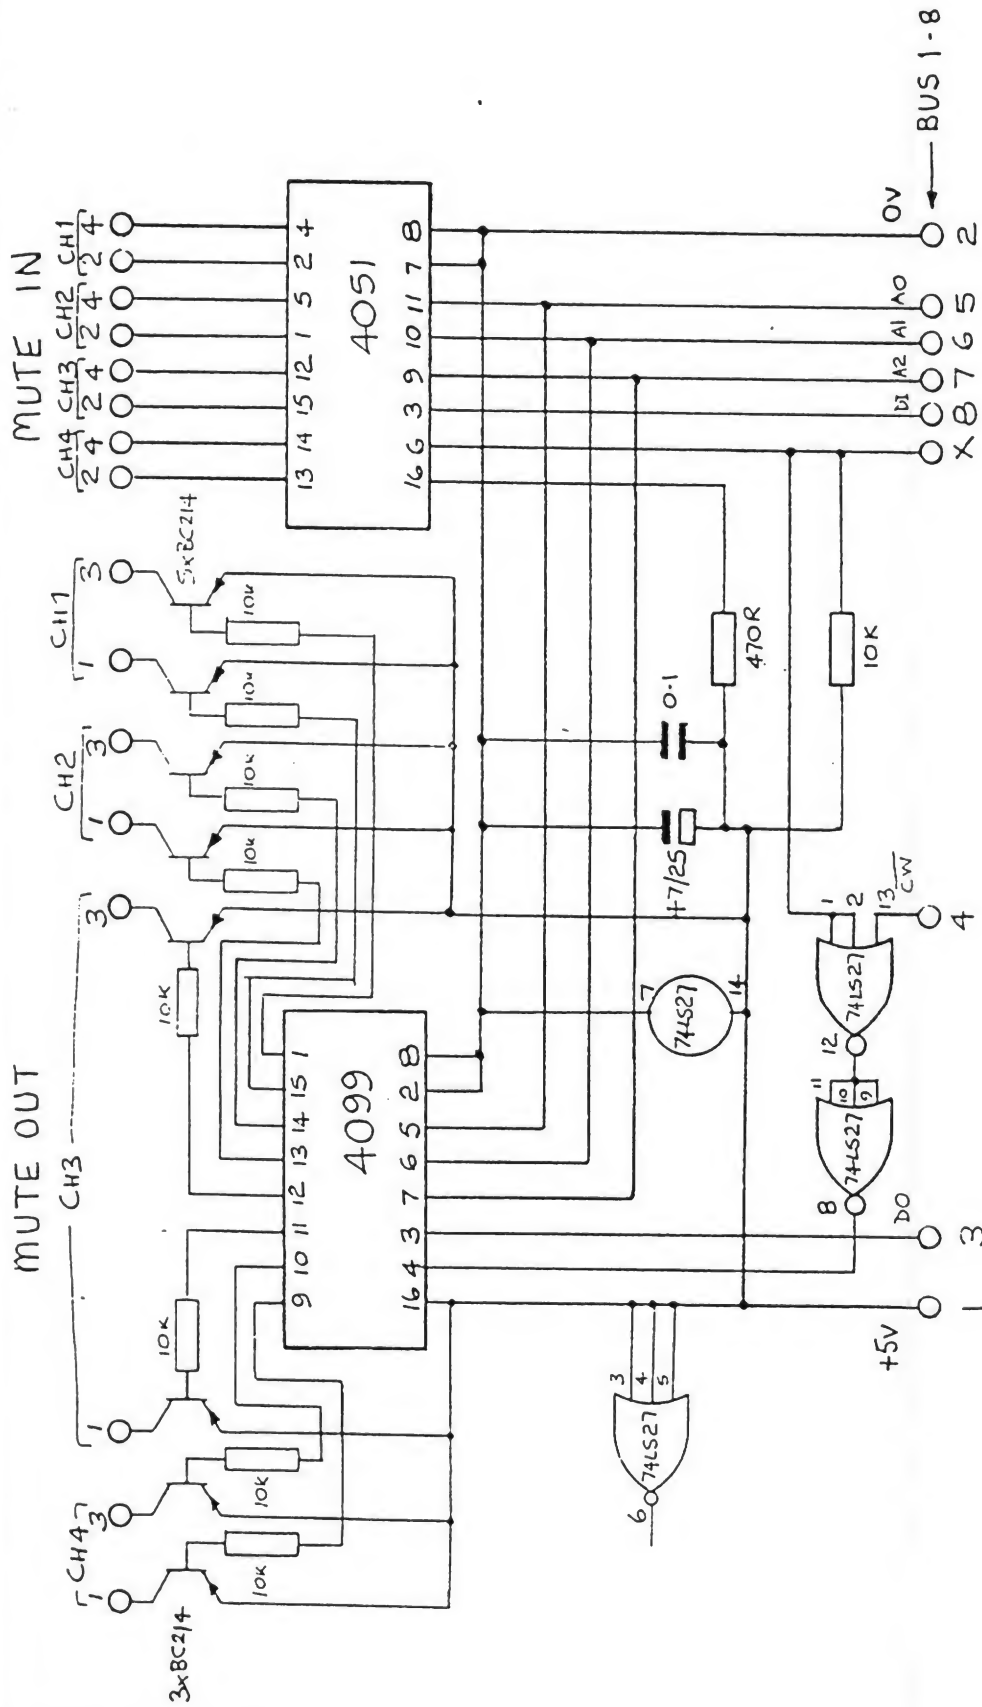 MUTE OUT
MUTE IN
CH4
1 3
CH3
1 3
CH2
1 3
CH1
1 3
CH4 CH3 CH2 CH1
2 4 2 4 2 4 2 4
3xBC214
5xBC214
10K
10K
10K
10K
10K
10K
10K
10K
9 10 11 12 13 14 15 1
4099
16 4 3 7 6 5 2 8
13 14 15 12 1 5 2 4
4051
16 6 3 9 10 11 7 8
3
4
5
74LS27
6
7
74LS27
14
47/25
0.1
470R
10K
11
10
9
74LS27
8
1
2
13
74LS27
12
+5V
DO
CW
DI
A2
A1
A0
0V
1 3 4 X 8 7 6 5 2
BUS 1-8